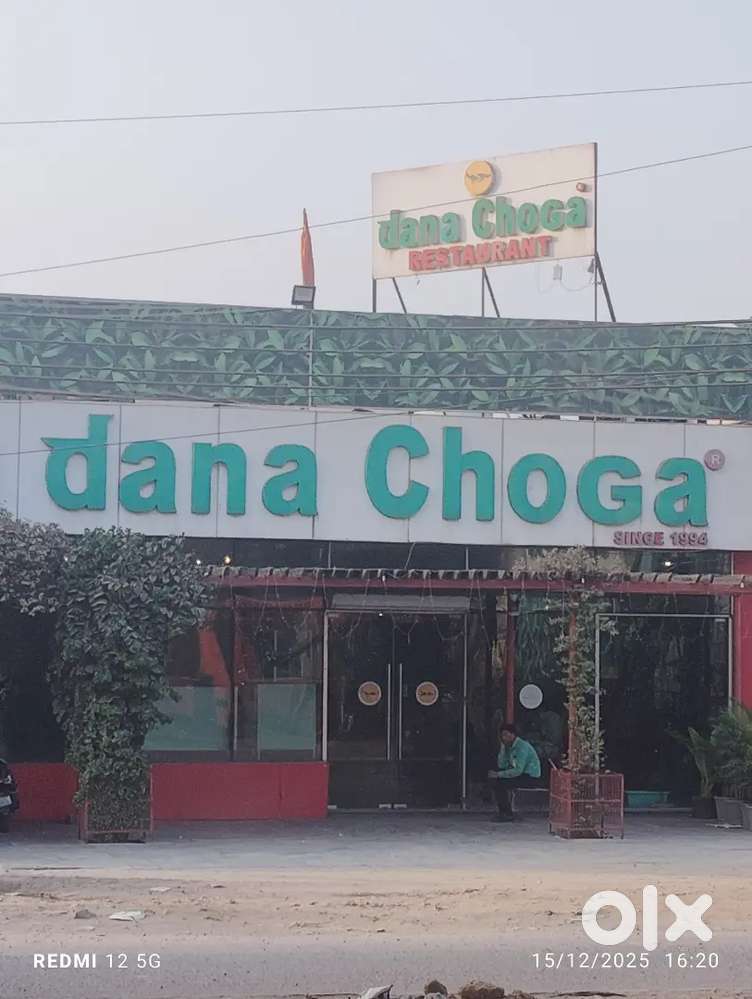 dana Choga
RESTAURANT
dana ChoGa®
SINCE 1994
olx
REDMI 12 5G
15/12/2025 16:20